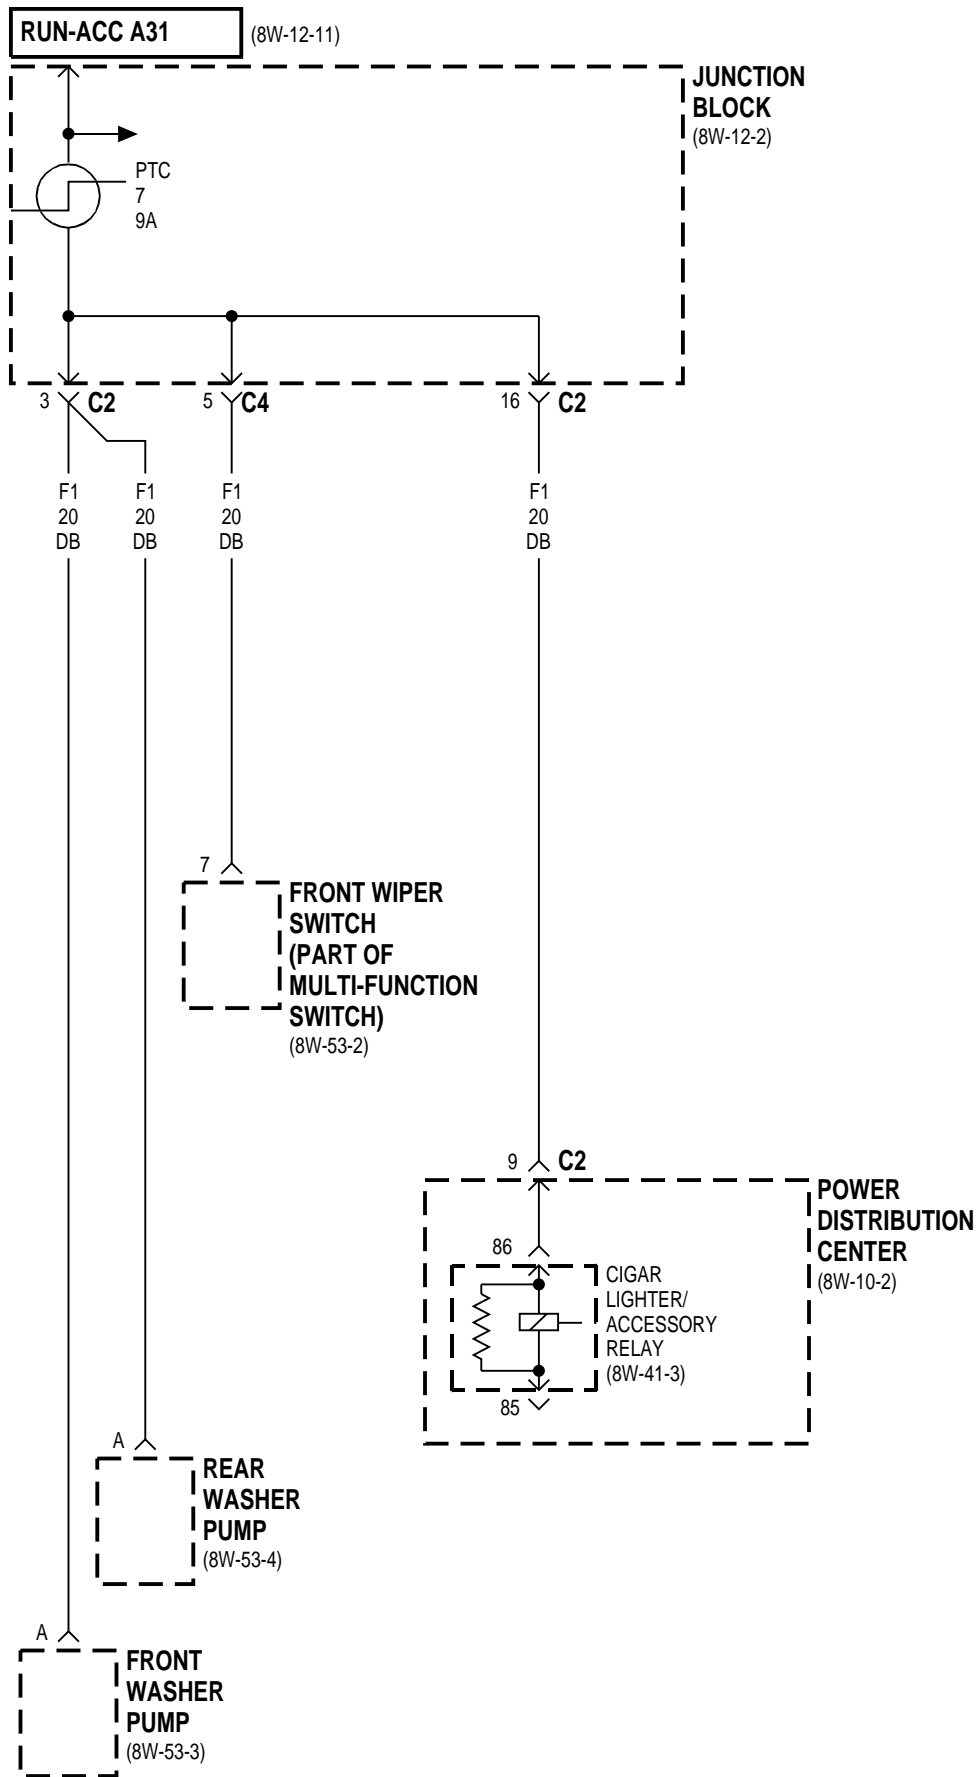 RUN-ACC A31 (8W-12-11)
JUNCTION
BLOCK
(8W-12-2)
PTC
7
9A
3 C2 5 C4 16 C2
F1 F1 F1 F1
20 20 20 20
DB DB DB DB
7
FRONT WIPER
SWITCH
(PART OF
MULTI-FUNCTION
SWITCH)
(8W-53-2)
9 C2
POWER
DISTRIBUTION
CENTER
(8W-10-2)
86
CIGAR
LIGHTER/
ACCESSORY
RELAY
(8W-41-3)
85
A
REAR
WASHER
PUMP
(8W-53-4)
A
FRONT
WASHER
PUMP
(8W-53-3)